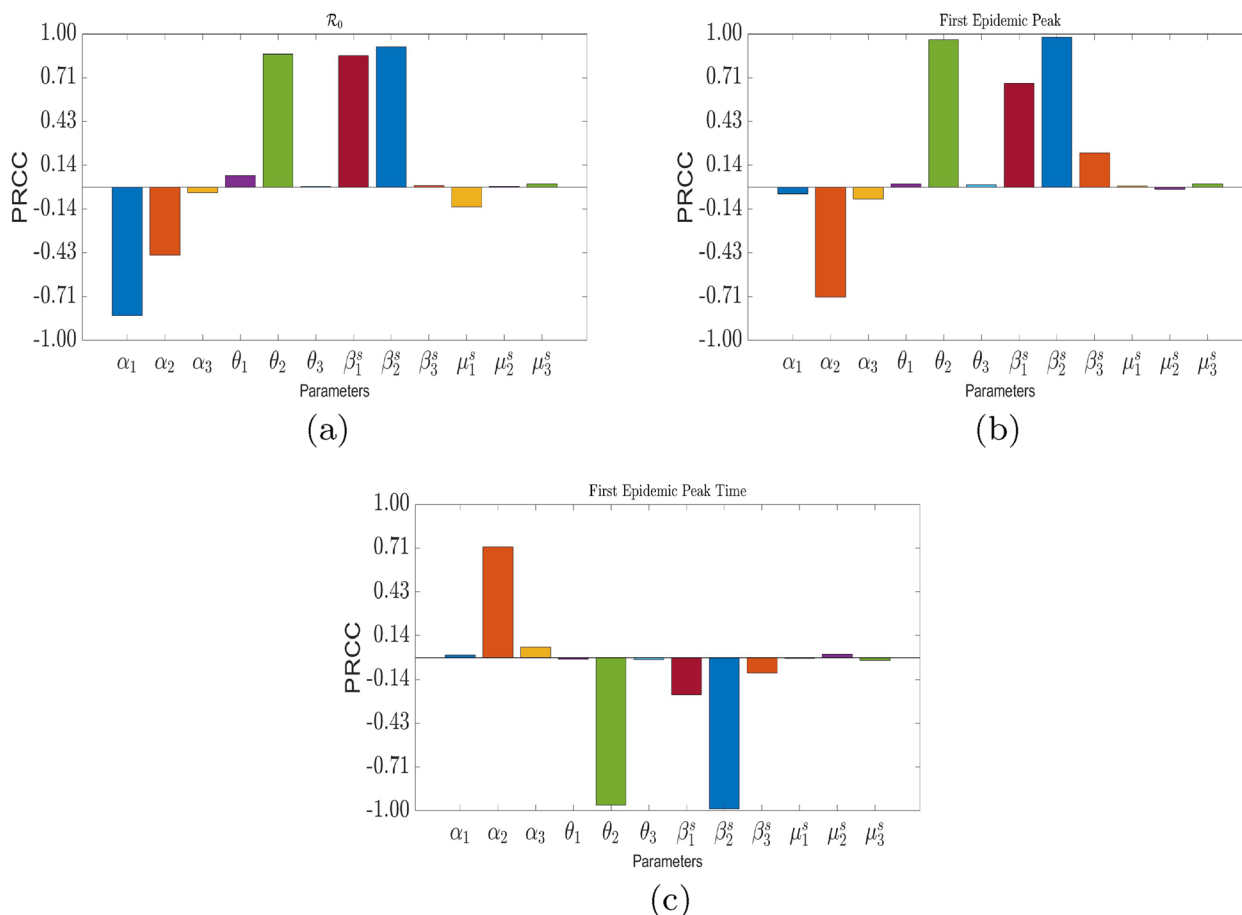 R₀
1.00
0.71
0.43
0.14
-0.14
-0.43
-0.71
-1.00
PRCC
α₁ α₂ α₃ θ₁ θ₂ θ₃ β₁ˢ β₂ˢ β₃ˢ μ₁ˢ μ₂ˢ μ₃ˢ
Parameters
(a)
First Epidemic Peak
1.00
0.71
0.43
0.14
-0.14
-0.43
-0.71
-1.00
PRCC
α₁ α₂ α₃ θ₁ θ₂ θ₃ β₁ˢ β₂ˢ β₃ˢ μ₁ˢ μ₂ˢ μ₃ˢ
Parameters
(b)
First Epidemic Peak Time
1.00
0.71
0.43
0.14
-0.14
-0.43
-0.71
-1.00
PRCC
α₁ α₂ α₃ θ₁ θ₂ θ₃ β₁ˢ β₂ˢ β₃ˢ μ₁ˢ μ₂ˢ μ₃ˢ
Parameters
(c)